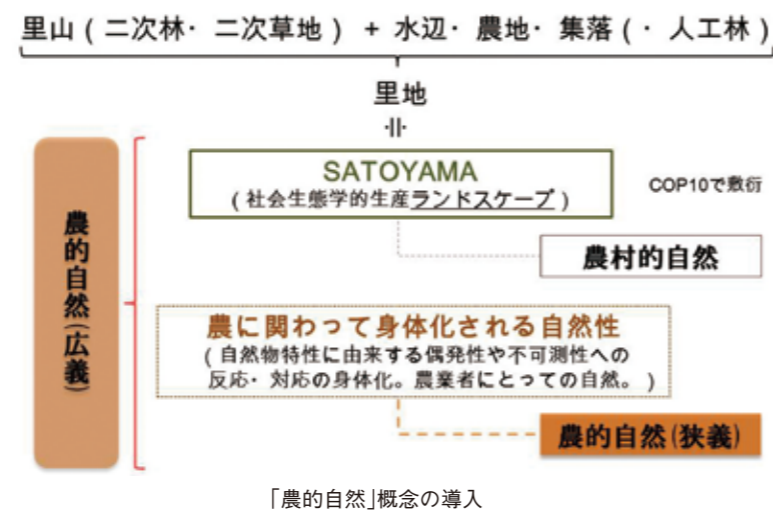 里山(二次林・二次草地) + 水辺・農地・集落(・人工林)
里地
·||·
SATOYAMA
(社会生態学的生産ランドスケープ)
COP10で敷衍
農村的自然
農的自然(広義)
農に関わって身体化される自然性
(自然物特性に由来する偶発性や不可測性への
反応・対応の身体化。農業者にとっての自然。)
農的自然(狭義)
「農的自然」概念の導入